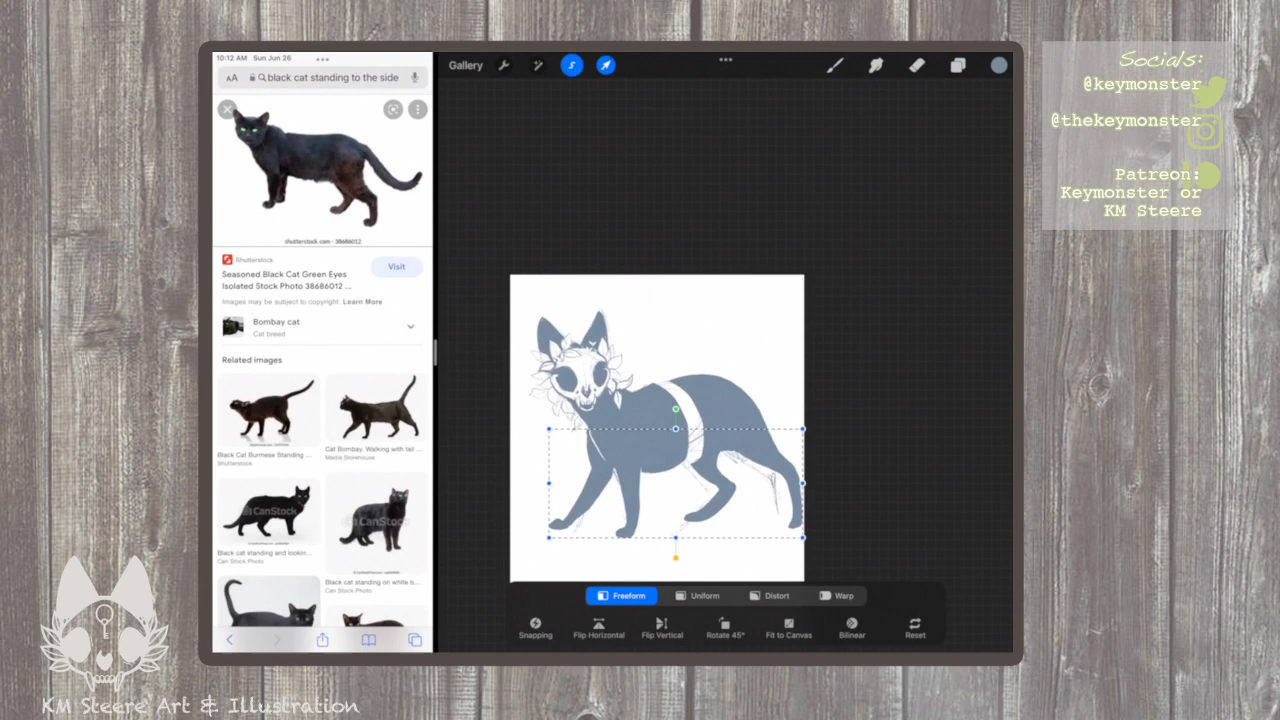 10:12 AM Sun Jun 26
AA black cat standing to the side
shutterstock.com · 38686012
Shutterstock
Seasoned Black Cat Green Eyes
Isolated Stock Photo 38686012 ...
Visit
Images may be subject to copyright. Learn More
Bombay cat
Cat breed
Related images
Black Cat Burmese Standing ...
Shutterstock
Cat Bombay. Walking with tail ...
Media Storehouse
CanStock
CanStock
Black cat standing and lookin...
Can Stock Photo
Black cat standing on white b...
Can Stock Photo
Gallery
Freeform
Uniform
Distort
Warp
Snapping
Flip Horizontal
Flip Vertical
Rotate 45°
Fit to Canvas
Bilinear
Reset
Socials:
@keymonster
@thekeymonster
Patreon:
Keymonster or
KM Steere
KM Steere Art & Illustration